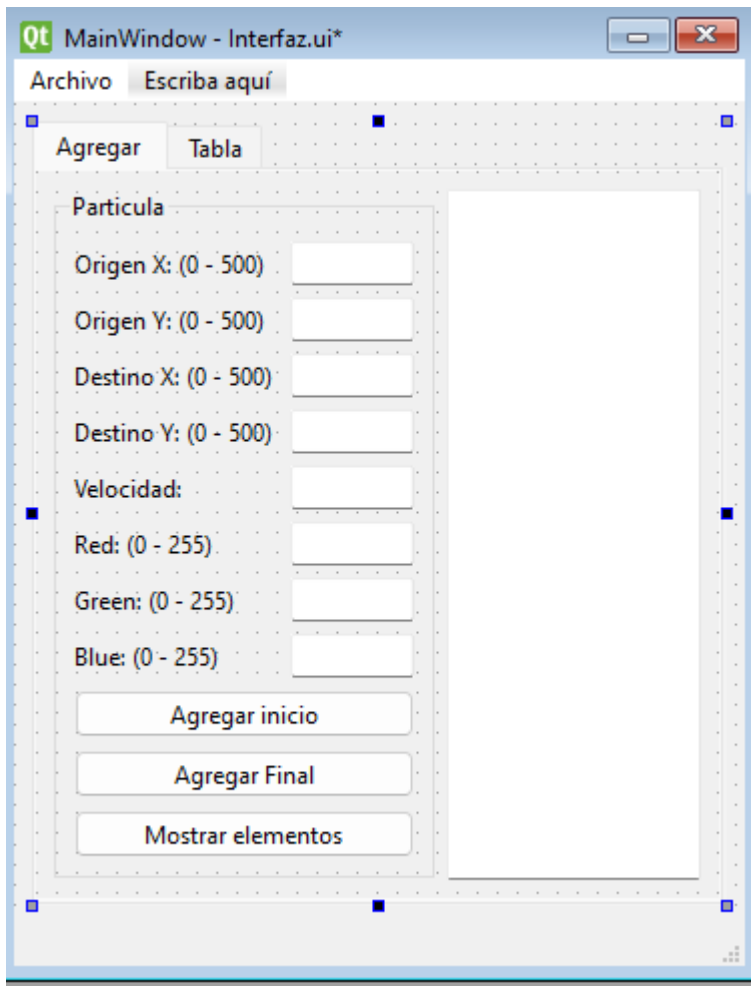 Qt MainWindow - Interfaz.ui*
Archivo Escriba aquí
Agregar Tabla
Particula
Origen X: (0 - 500)
Origen Y: (0 - 500)
Destino X: (0 - 500)
Destino Y: (0 - 500)
Velocidad:
Red: (0 - 255)
Green: (0 - 255)
Blue: (0 - 255)
Agregar inicio
Agregar Final
Mostrar elementos